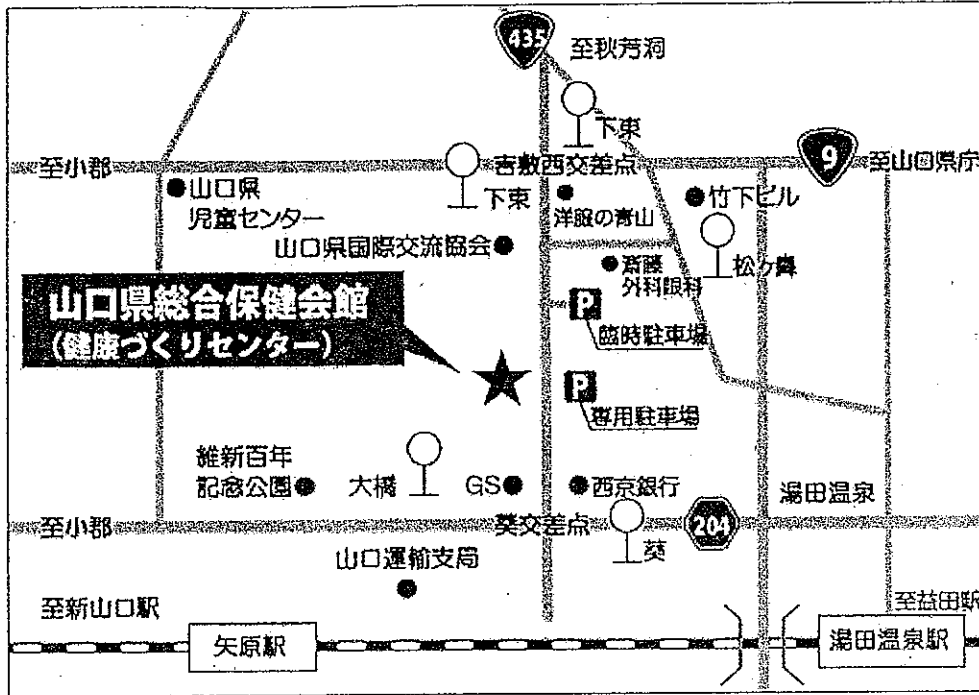 435
至秋芳洞
下東
至小郡
吉敷西交差点
9
至山口県庁
山口県
児童センター
下東
洋服の青山
竹下ビル
山口県国際交流協会
斎藤
外科眼科
松ヶ鼻
山口県総合保健会館
(健康づくりセンター)
P
臨時駐車場
P
専用駐車場
維新百年
記念公園
大橋
GS
西京銀行
湯田温泉
至小郡
葵交差点
204
葵
山口運輸支局
至新山口駅
至益田駅
矢原駅
湯田温泉駅